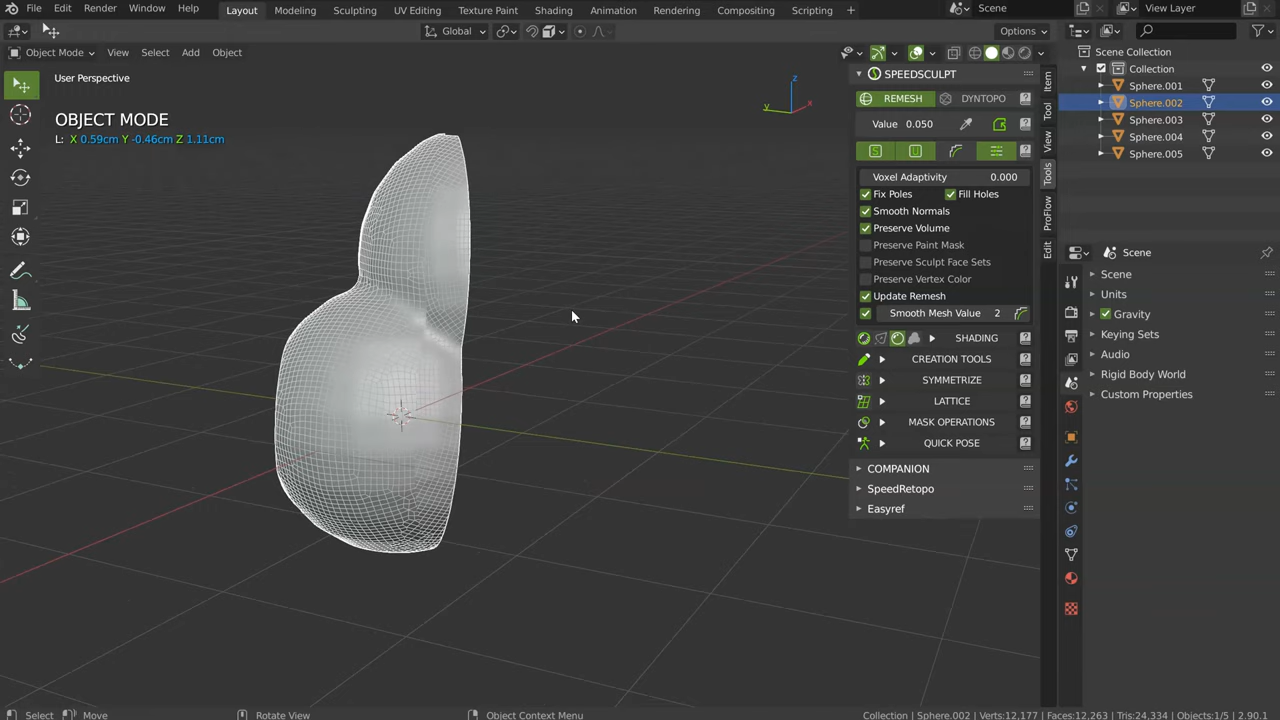 File Edit Render Window Help Layout Modeling Sculpting UV Editing Texture Paint Shading Animation Rendering Compositing Scripting + Scene View Layer
Global Options
Object Mode View Select Add Object
User Perspective
OBJECT MODE
L: X 0.59cm Y -0.46cm Z 1.11cm
z
y
x
SPEEDSCULPT
REMESH DYNTOPO
Value 0.050
S U
Voxel Adaptivity 0.000
Fix Poles Fill Holes
Smooth Normals
Preserve Volume
Preserve Paint Mask
Preserve Sculpt Face Sets
Preserve Vertex Color
Update Remesh
Smooth Mesh Value 2
SHADING
CREATION TOOLS
SYMMETRIZE
LATTICE
MASK OPERATIONS
QUICK POSE
COMPANION
SpeedRetopo
Easyref
Item
Tool
View
Tools
ProFlow
Edit
Scene Collection
Collection
Sphere.001
Sphere.002
Sphere.003
Sphere.004
Sphere.005
Scene
Scene
Units
Gravity
Keying Sets
Audio
Rigid Body World
Custom Properties
Select Move Rotate View Object Context Menu Collection | Sphere.002 | Verts:12,177 | Faces:12,263 | Tris:24,334 | Objects:1/5 | 2.90.1